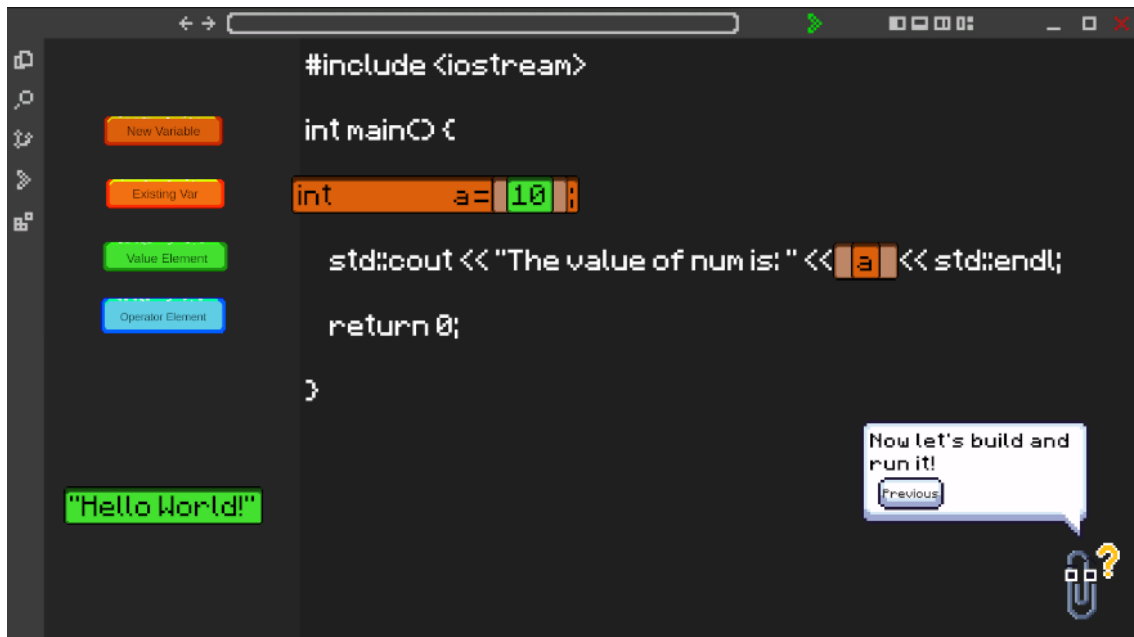 #include <iostream>
New Variable
int main() {
Existing Var
int a= 10 ;
Value Element
std::cout << "The value of num is: " << a << std::endl;
Operator Element
return 0;
}
Now let's build and
run it!
Previous
"Hello World!"
?